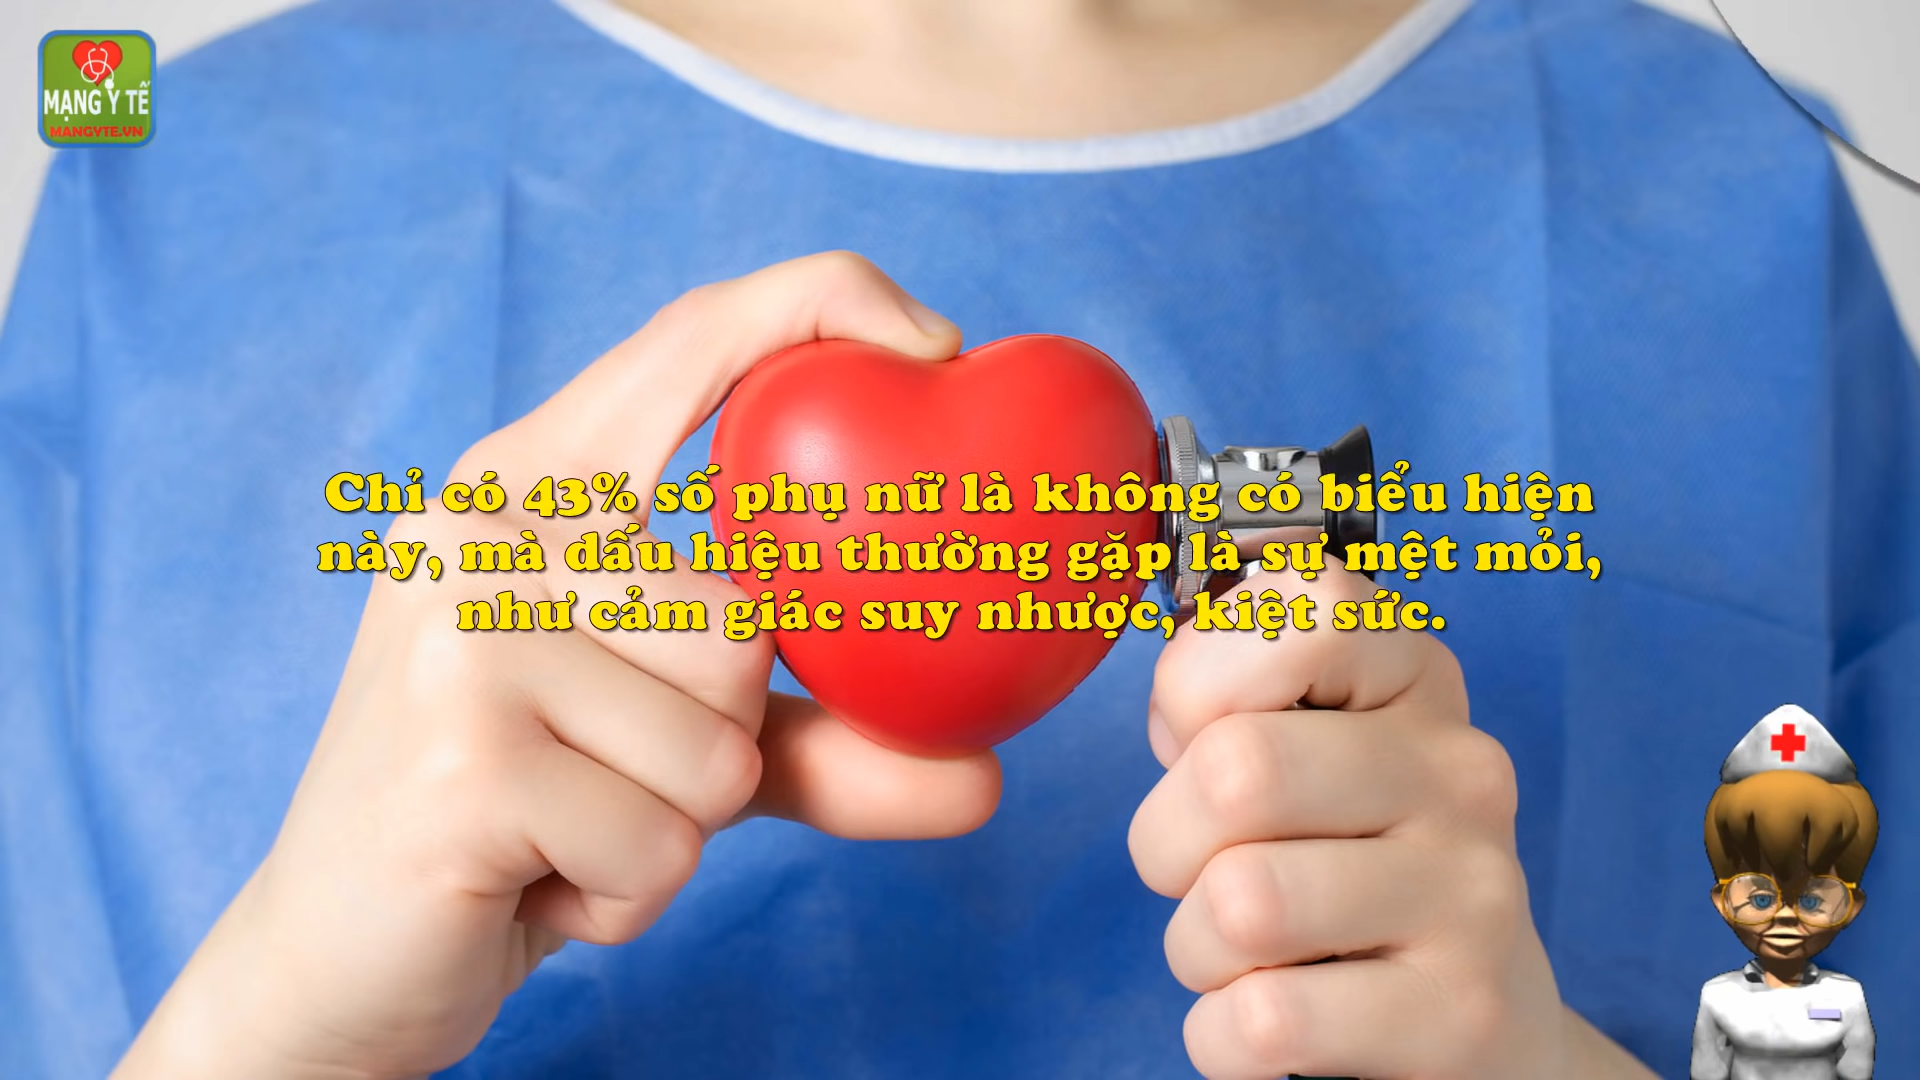 MẠNG Y TẾ
MANGYTE.VN
Chỉ có 43% số phụ nữ là không có biểu hiện
này, mà dấu hiệu thường gặp là sự mệt mỏi,
như cảm giác suy nhược, kiệt sức.